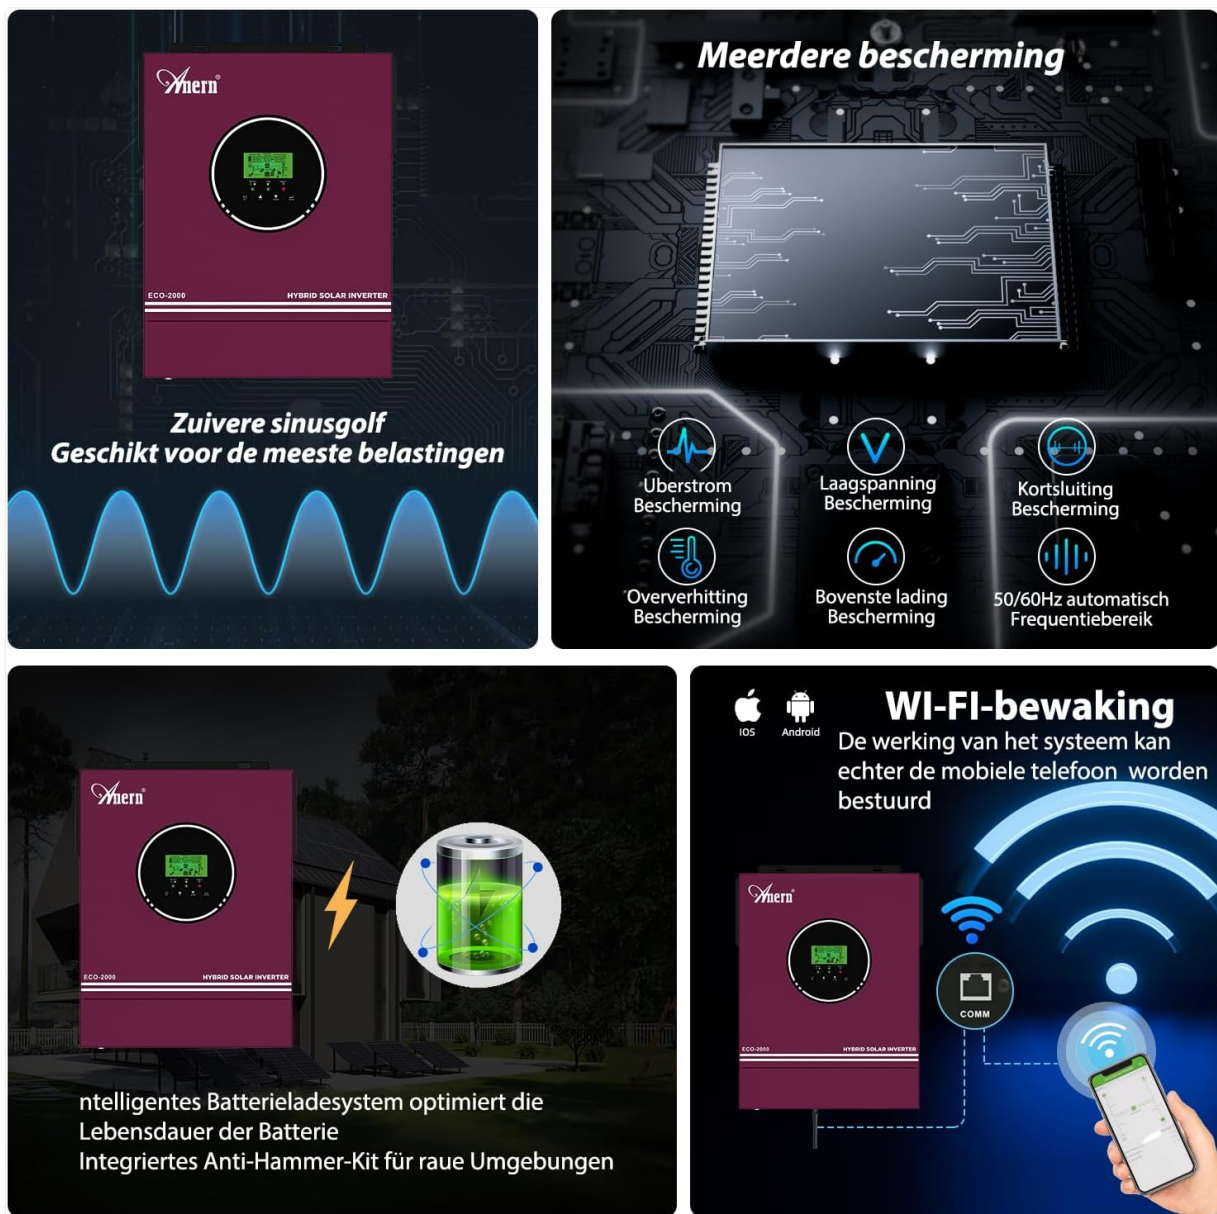 Anern®
ECO-2000 HYBRID SOLAR INVERTER
Zuivere sinusgolf
Geschikt voor de meeste belastingen
Meerdere bescherming
Uberstrom
Bescherming
Laagspanning
Bescherming
Kortsluiting
Bescherming
Oververhitting
Bescherming
Bovenste lading
Bescherming
50/60Hz automatisch
Frequentiebereik
Anern®
ECO-2000 HYBRID SOLAR INVERTER
ntelligentes Batterieladesystem optimiert die
Lebensdauer der Batterie
Integriertes Anti-Hammer-Kit für raue Umgebungen
IOS
Android
WI-FI-bewaking
De werking van het systeem kan
echter de mobiele telefoon worden
bestuurd
Anern®
ECO-2000 HYBRID SOLAR INVERTER
COMM